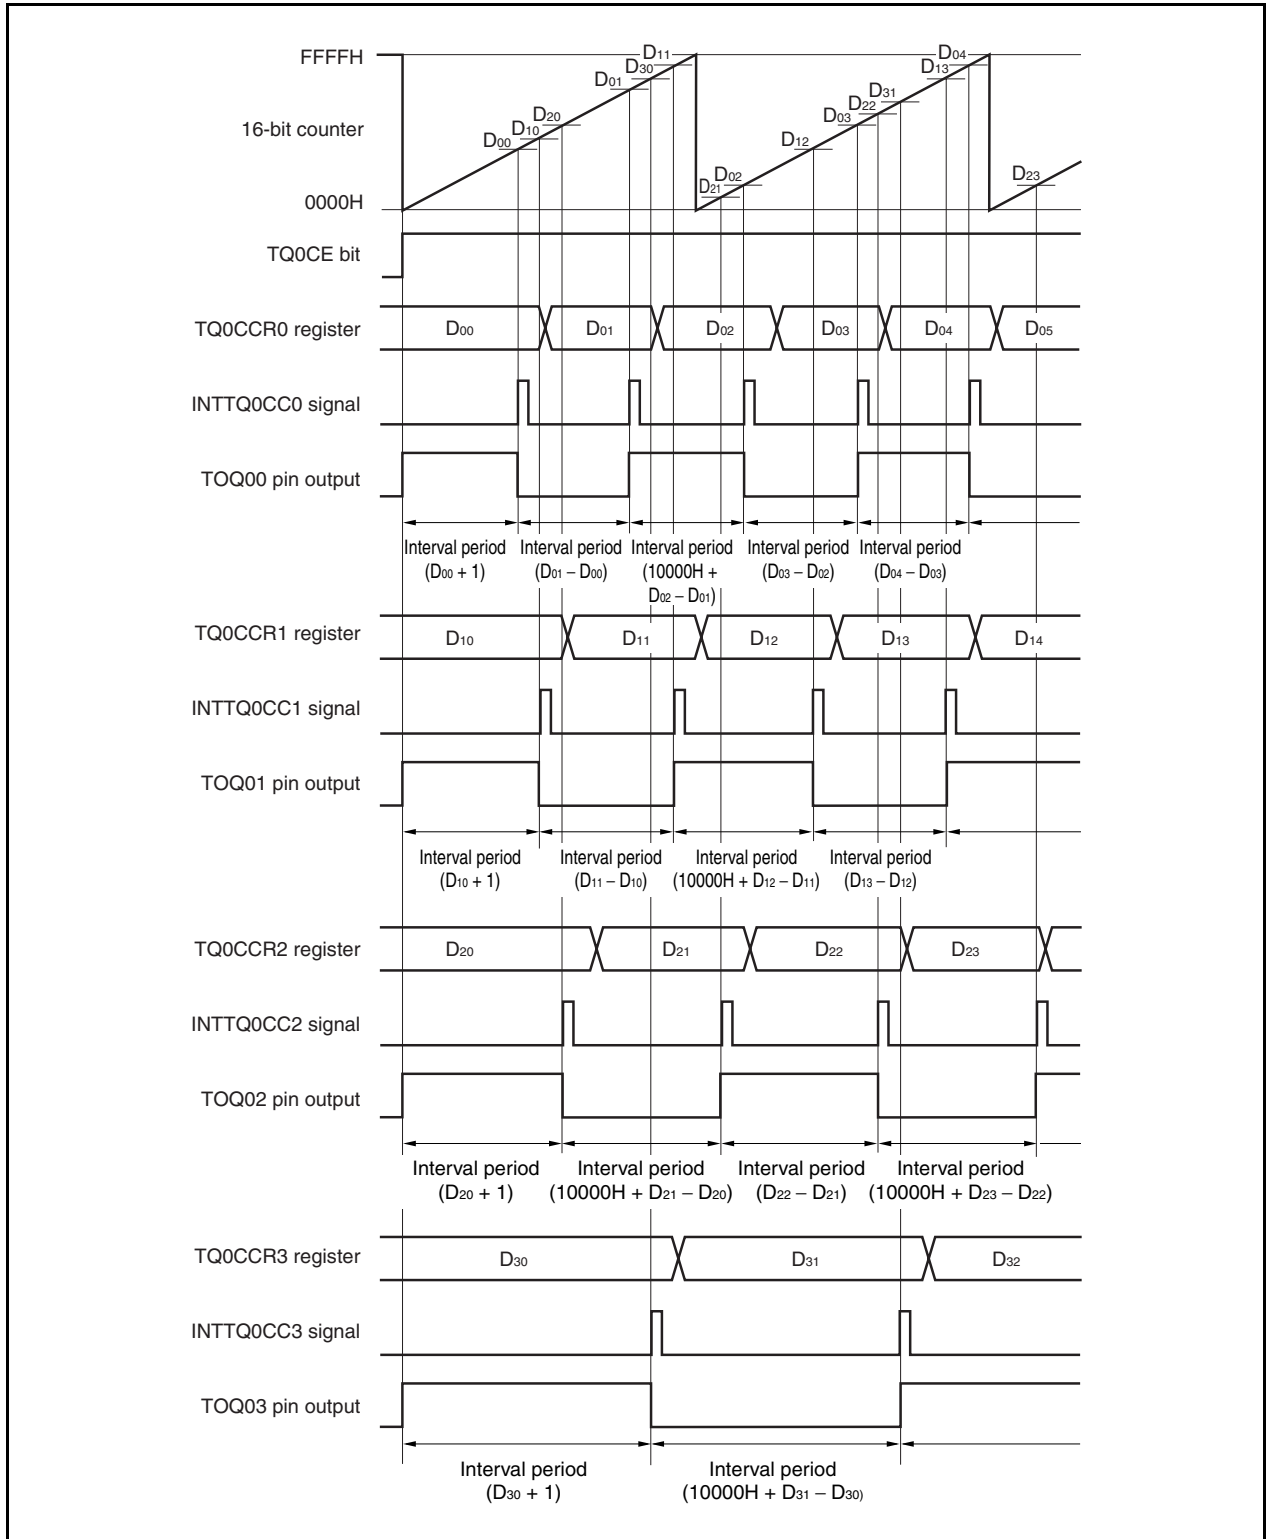 FFFFH
16-bit counter
0000H
D00
D10
D20
D01
D30
D11
D21
D02
D12
D03
D22
D31
D13
D04
D23
TQ0CE bit
TQ0CCR0 register
D00 D01 D02 D03 D04 D05
INTTQ0CC0 signal
TOQ00 pin output
Interval period
(D00 + 1)
Interval period
(D01 – D00)
Interval period
(10000H +
D02 – D01)
Interval period
(D03 – D02)
Interval period
(D04 – D03)
TQ0CCR1 register
D10 D11 D12 D13 D14
INTTQ0CC1 signal
TOQ01 pin output
Interval period
(D10 + 1)
Interval period
(D11 – D10)
Interval period
(10000H + D12 – D11)
Interval period
(D13 – D12)
TQ0CCR2 register
D20 D21 D22 D23
INTTQ0CC2 signal
TOQ02 pin output
Interval period
(D20 + 1)
Interval period
(10000H + D21 – D20)
Interval period
(D22 – D21)
Interval period
(10000H + D23 – D22)
TQ0CCR3 register
D30 D31 D32
INTTQ0CC3 signal
TOQ03 pin output
Interval period
(D30 + 1)
Interval period
(10000H + D31 – D30)